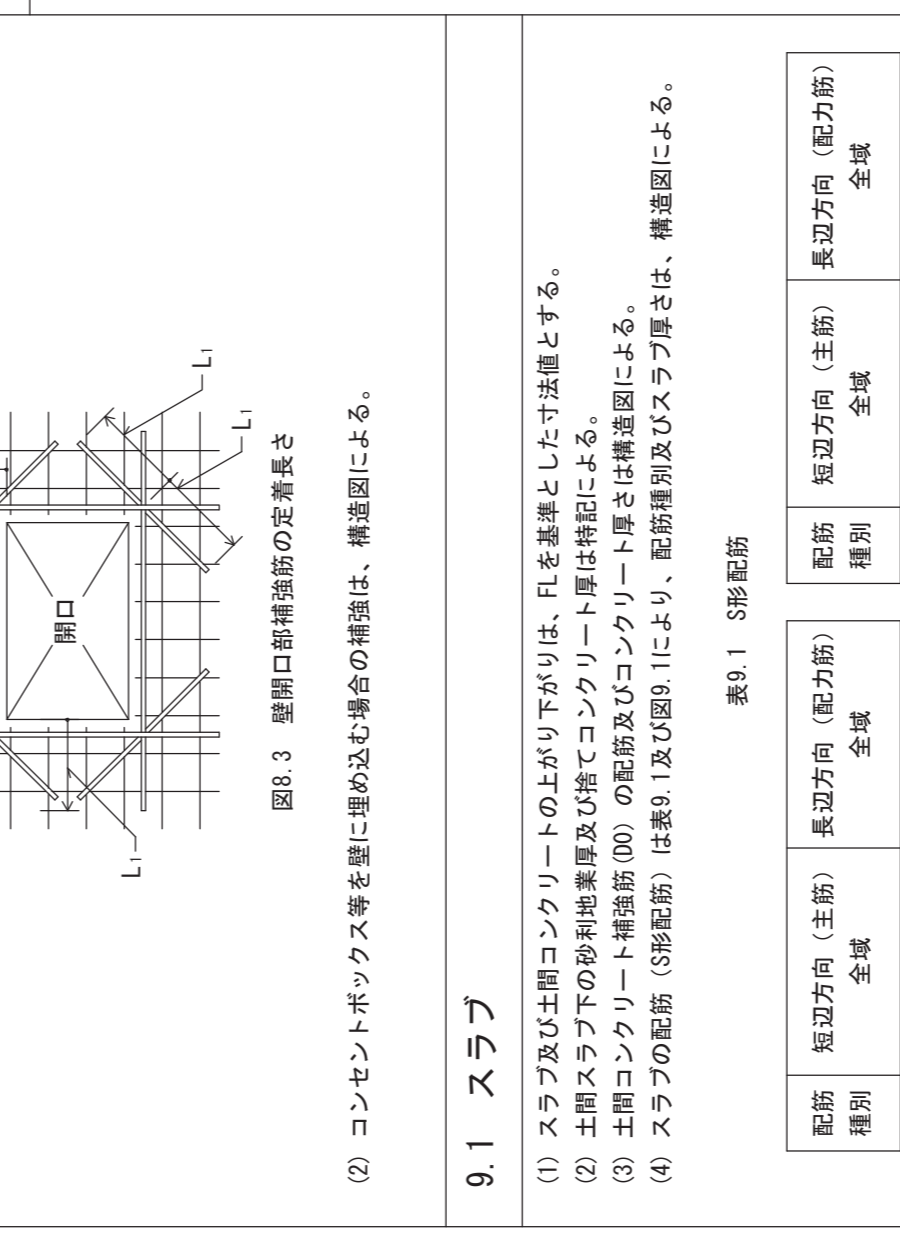 開口
L1
L1
L1
図8.3 壁開口部補強筋の定着長さ
(2) コンセントボックス等を壁に埋め込む場合の補強は、構造図による。
9.1 スラブ
(1) スラブ及び土間コンクリートの上がり下がりは、FLを基準とした寸法値とする。
(2) 土間スラブ下の砂利地業厚及び捨てコンクリート厚は特記による。
(3) 土間コンクリート補強筋(D0)の配筋及びコンクリート厚さは構造図による。
(4) スラブの配筋(S形配筋)は表9.1及び図9.1により、配筋種別及びスラブ厚さは、構造図による。
表9.1 S形配筋
配筋
種別
短辺方向(主筋)
全域
長辺方向(配力筋)
全域
配筋
種別
短辺方向(主筋)
全域
長辺方向(配力筋)
全域